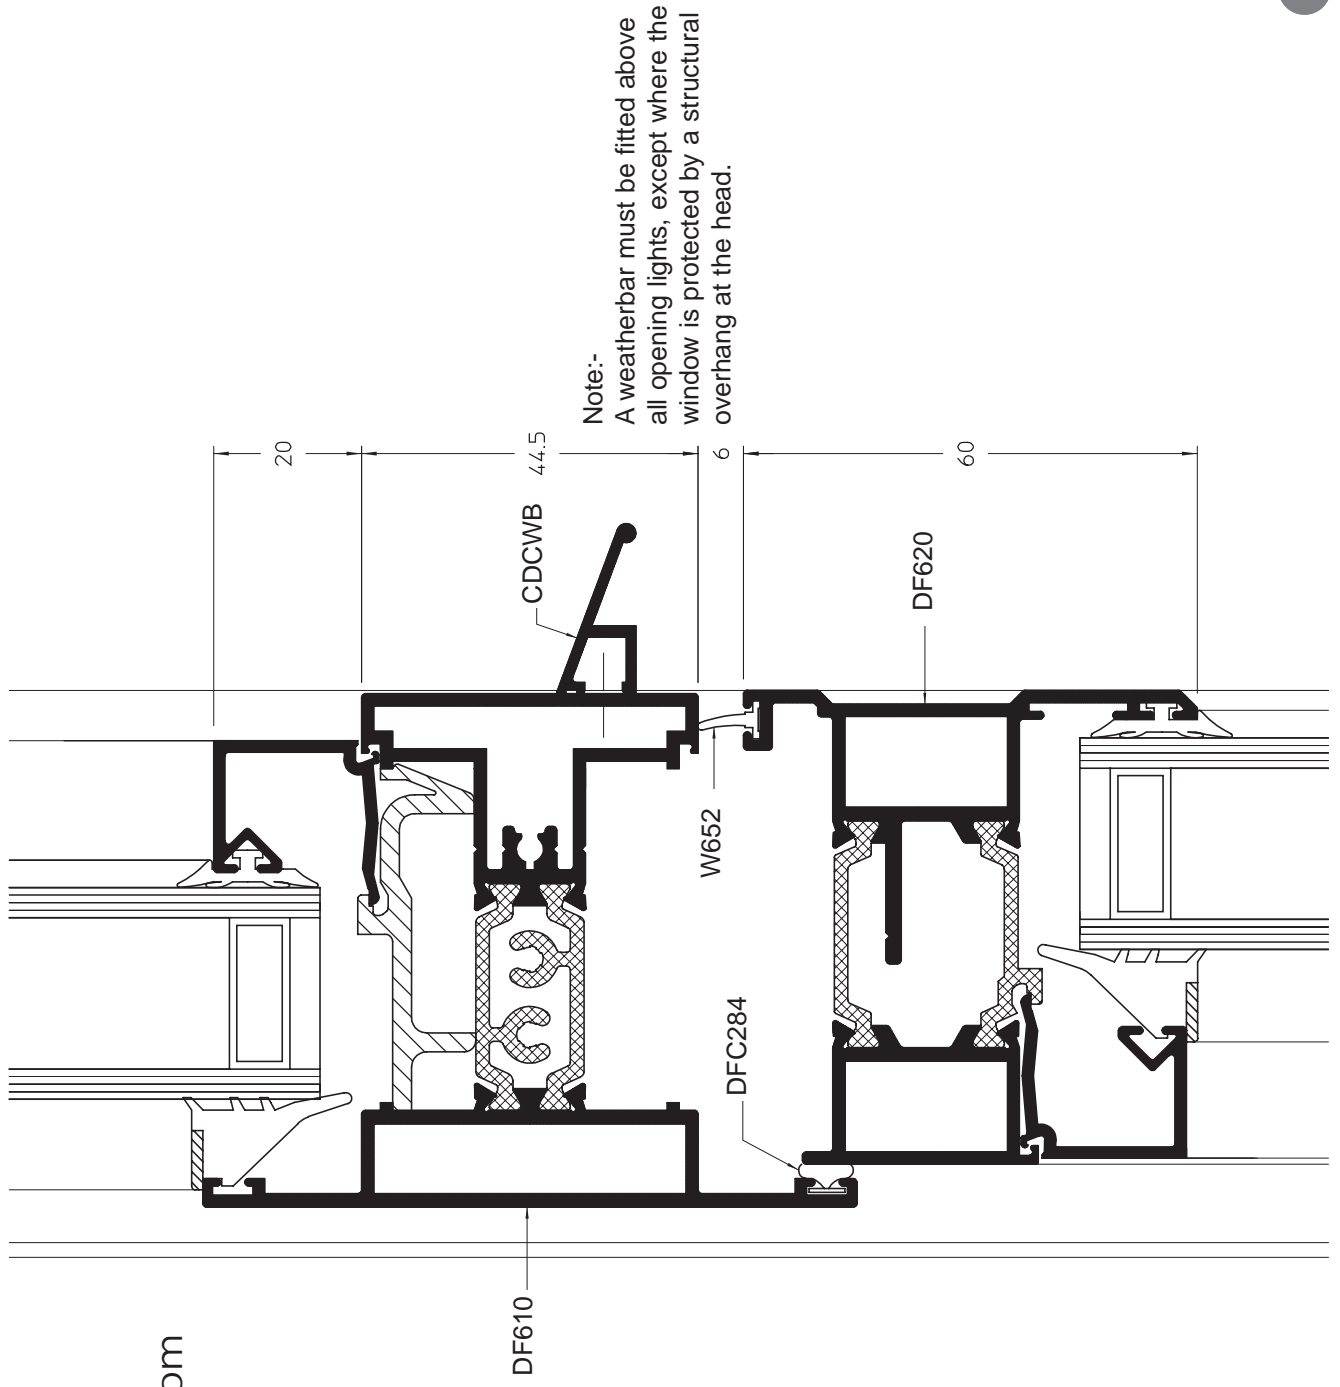 Note:-
A weatherbar must be fitted above
all opening lights, except where the
window is protected by a structural
overhang at the head.
20
44.5
6
60
CDCWB
DF620
W652
DFC284
DF610
om